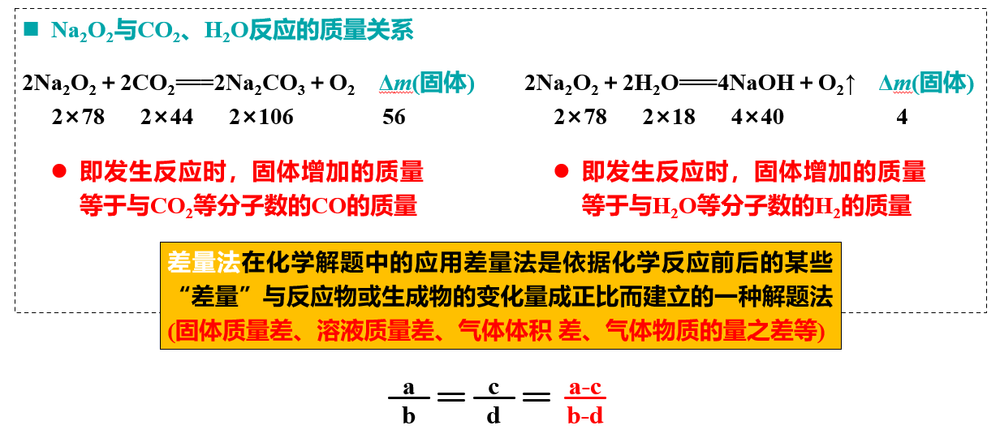 ■ Na₂O₂与CO₂、H₂O反应的质量关系
2Na₂O₂＋2CO₂═══2Na₂CO₃＋O₂ Δm(固体)
2×78 2×44 2×106 56
● 即发生反应时，固体增加的质量
等于与CO₂等分子数的CO的质量
2Na₂O₂＋2H₂O═══4NaOH＋O₂↑ Δm(固体)
2×78 2×18 4×40 4
● 即发生反应时，固体增加的质量
等于与H₂O等分子数的H₂的质量
差量法在化学解题中的应用差量法是依据化学反应前后的某些
“差量”与反应物或生成物的变化量成正比而建立的一种解题法
(固体质量差、溶液质量差、气体体积 差、气体物质的量之差等)
a/b = c/d = a-c/b-d